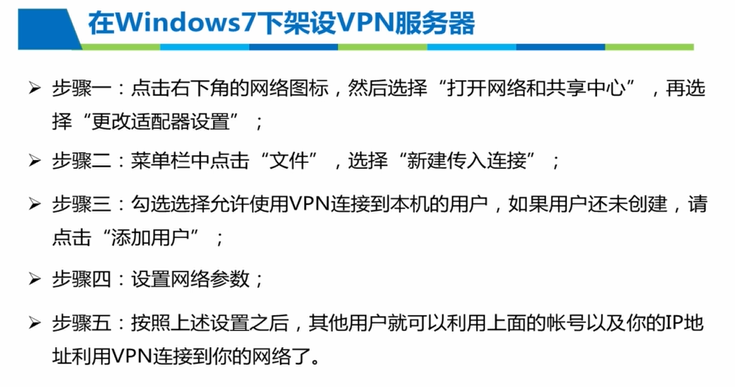 在Windows7下架设VPN服务器
➢ 步骤一：点击右下角的网络图标，然后选择“打开网络和共享中心”，再选
择“更改适配器设置”；
➢ 步骤二：菜单栏中点击“文件”，选择“新建传入连接”；
➢ 步骤三：勾选选择允许使用VPN连接到本机的用户，如果用户还未创建，请
点击“添加用户”；
➢ 步骤四：设置网络参数；
➢ 步骤五：按照上述设置之后，其他用户就可以利用上面的帐号以及你的IP地
址利用VPN连接到你的网络了。